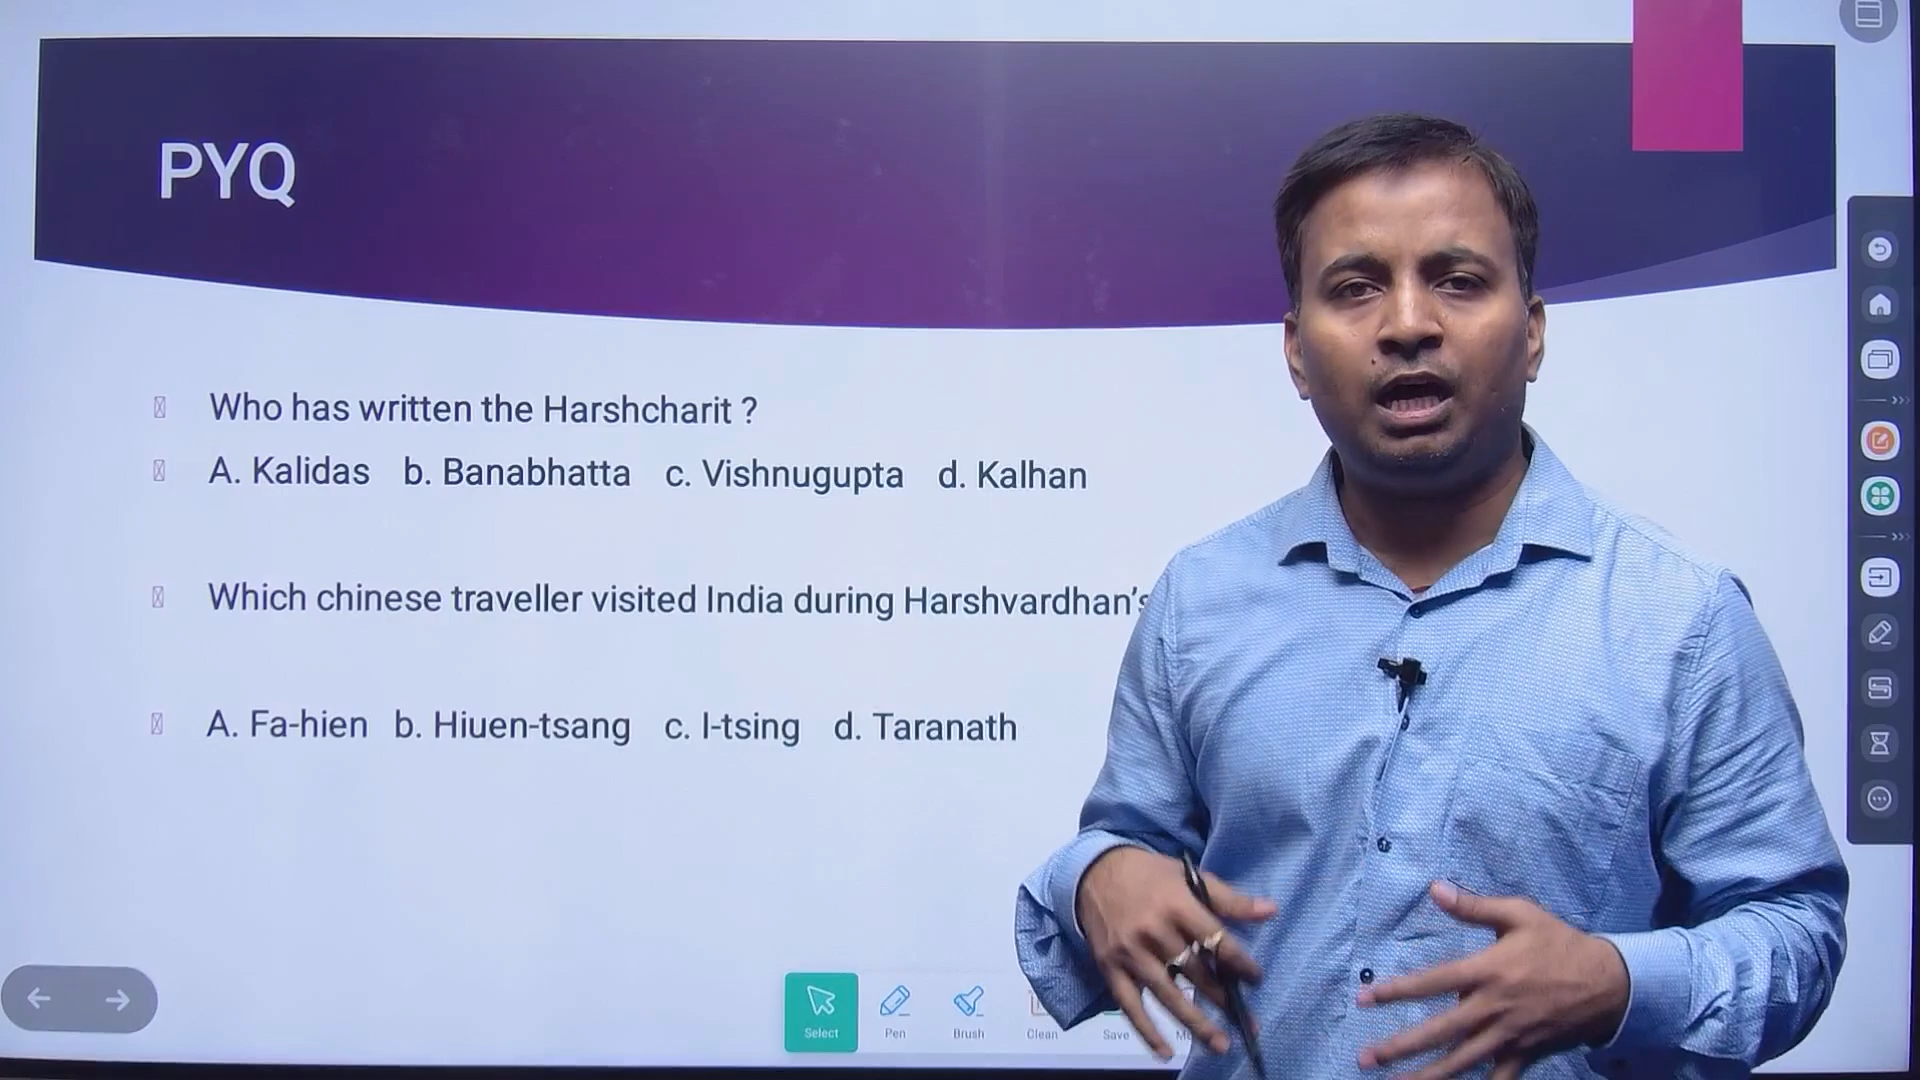 PYQ
Who has written the Harshcharit ?
A. Kalidas b. Banabhatta c. Vishnugupta d. Kalhan
Which chinese traveller visited India during Harshvardhan's
A. Fa-hien b. Hiuen-tsang c. I-tsing d. Taranath
Select Pen Brush Clean Save